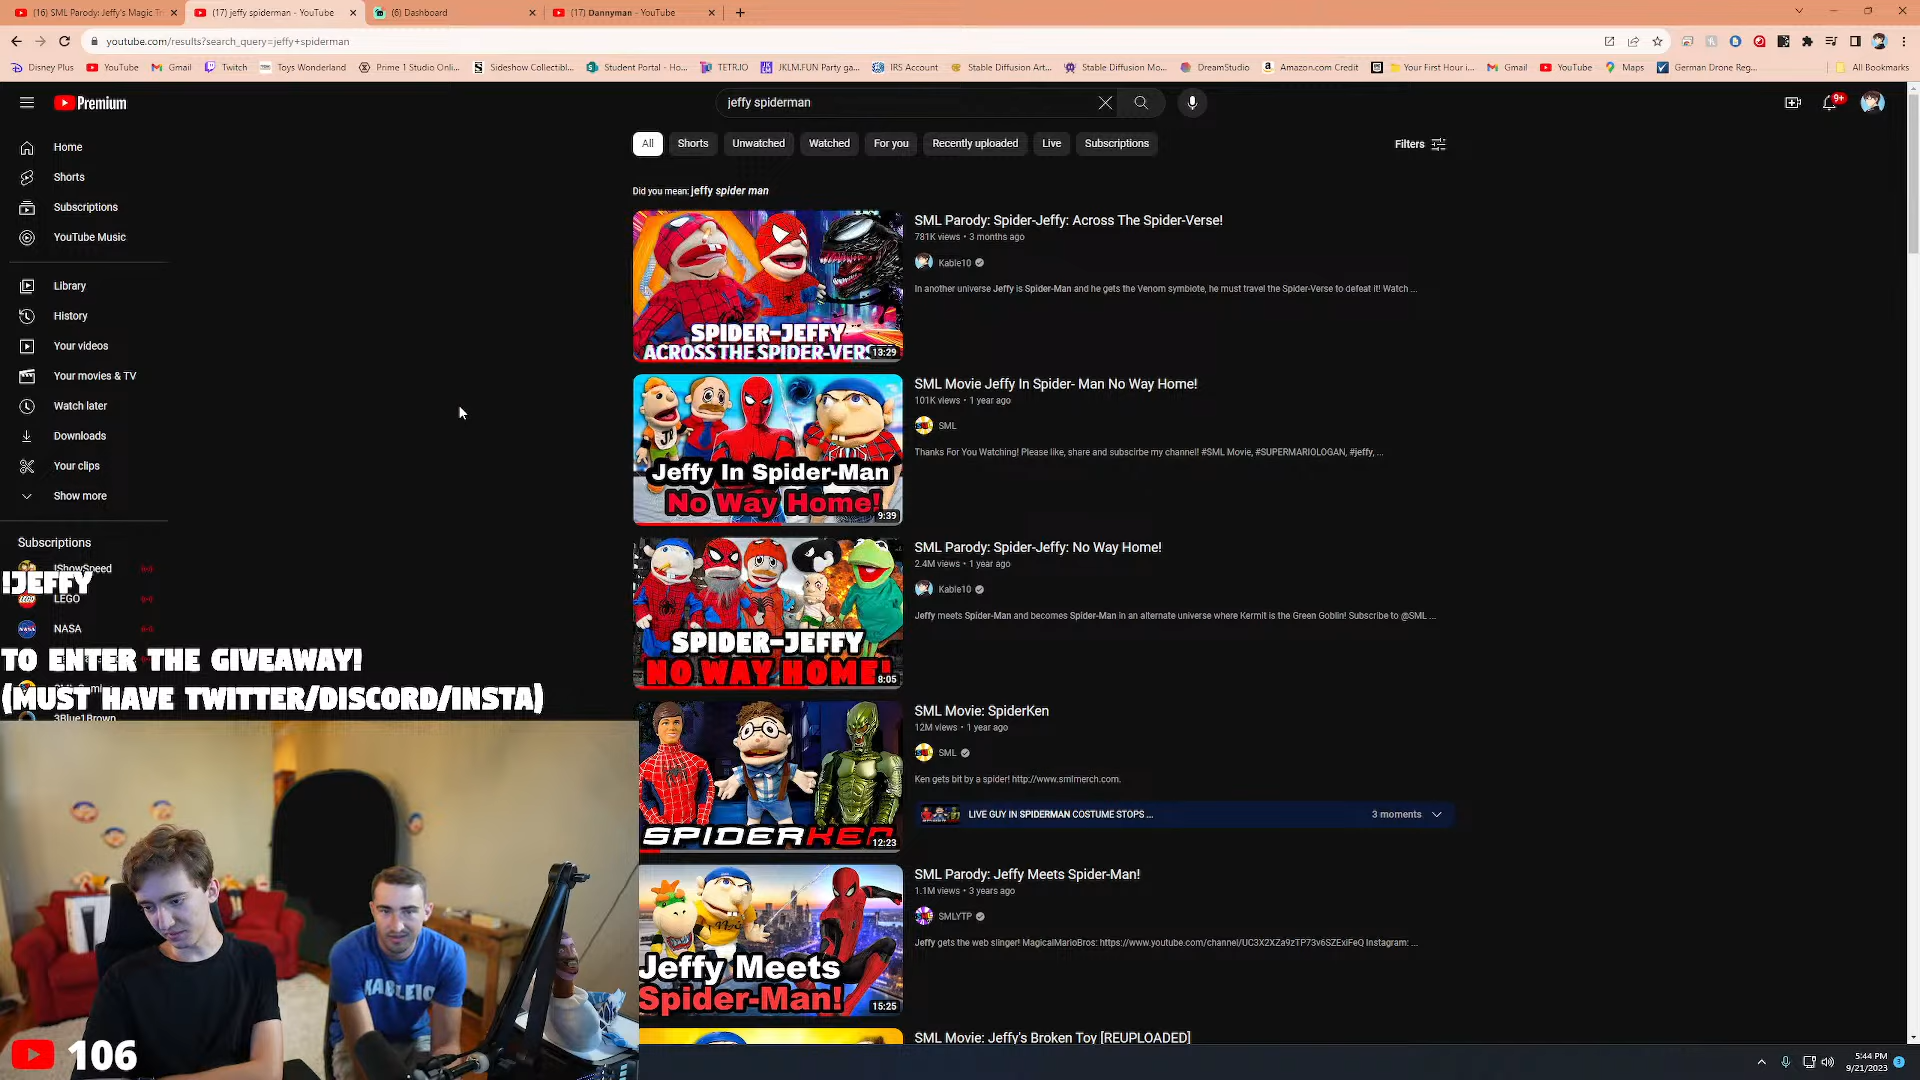 (16) SML Parody: Jeffy's Magic Tr
(17) jeffy spiderman - YouTube
(6) Dashboard
(17) Dannyman - YouTube
youtube.com/results?search_query=jeffy+spiderman
Disney Plus
YouTube
Gmail
Twitch
Toys Wonderland
Prime 1 Studio Onli...
Sideshow Collectibl...
Student Portal - Ho...
TETR.IO
JKLM.FUN Party ga...
IRS Account
Stable Diffusion Art...
Stable Diffusion Mo...
DreamStudio
Amazon.com Credit
Your First Hour i...
Gmail
YouTube
Maps
German Drone Reg...
All Bookmarks
Premium
jeffy spiderman
9+
All
Shorts
Unwatched
Watched
For you
Recently uploaded
Live
Subscriptions
Filters
Home
Shorts
Subscriptions
YouTube Music
Library
History
Your videos
Your movies & TV
Watch later
Downloads
Your clips
Show more
Subscriptions
IShowSpeed
LEGO
NASA
3Blue1Brown
!JEFFY
TO ENTER THE GIVEAWAY!
(MUST HAVE TWITTER/DISCORD/INSTA)
KABLE10
106
Did you mean: jeffy spider man
SPIDER-JEFFY
ACROSS THE SPIDER-VERS
13:29
SML Parody: Spider-Jeffy: Across The Spider-Verse!
781K views • 3 months ago
Kable10
In another universe Jeffy is Spider-Man and he gets the Venom symbiote, he must travel the Spider-Verse to defeat it! Watch ...
Jeffy In Spider-Man
No Way Home!
9:39
SML Movie Jeffy In Spider- Man No Way Home!
101K views • 1 year ago
SML
Thanks For You Watching! Please like, share and subscirbe my channel! #SML Movie, #SUPERMARIOLOGAN, #jeffy, ...
SPIDER-JEFFY
NO WAY HOME!
8:05
SML Parody: Spider-Jeffy: No Way Home!
2.4M views • 1 year ago
Kable10
Jeffy meets Spider-Man and becomes Spider-Man in an alternate universe where Kermit is the Green Goblin! Subscribe to @SML ...
SPIDERKEN
12:23
SML Movie: SpiderKen
12M views • 1 year ago
SML
Ken gets bit by a spider! http://www.smlmerch.com.
LIVE GUY IN SPIDERMAN COSTUME STOPS ...
3 moments
Jeffy Meets
Spider-Man!
15:25
SML Parody: Jeffy Meets Spider-Man!
1.1M views • 3 years ago
SMLYTP
Jeffy gets the web slinger! MagicalMarioBros: https://www.youtube.com/channel/UC3X2XZa9zTP73v6SZExiFeQ Instagram: ...
SML Movie: Jeffy's Broken Toy [REUPLOADED]
5:44 PM
9/21/2023
3